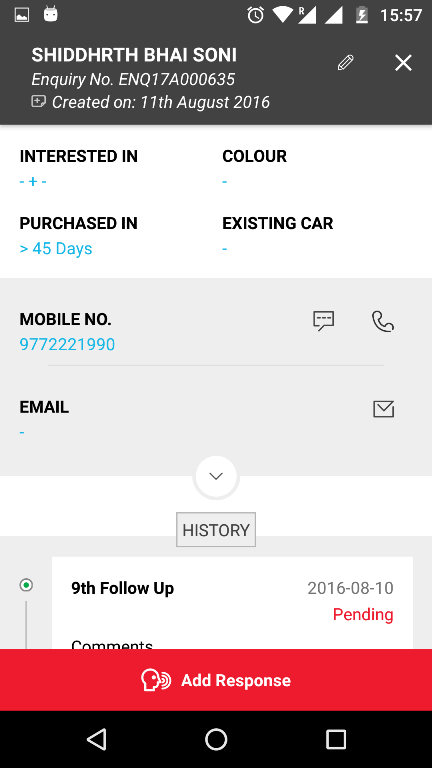 R
15:57
SHIDDHRTH BHAI SONI
Enquiry No. ENQ17A000635
Created on: 11th August 2016
INTERESTED IN
COLOUR
- + -
-
PURCHASED IN
EXISTING CAR
> 45 Days
-
MOBILE NO.
9772221990
EMAIL
-
HISTORY
9th Follow Up
2016-08-10
Pending
Comments
Add Response